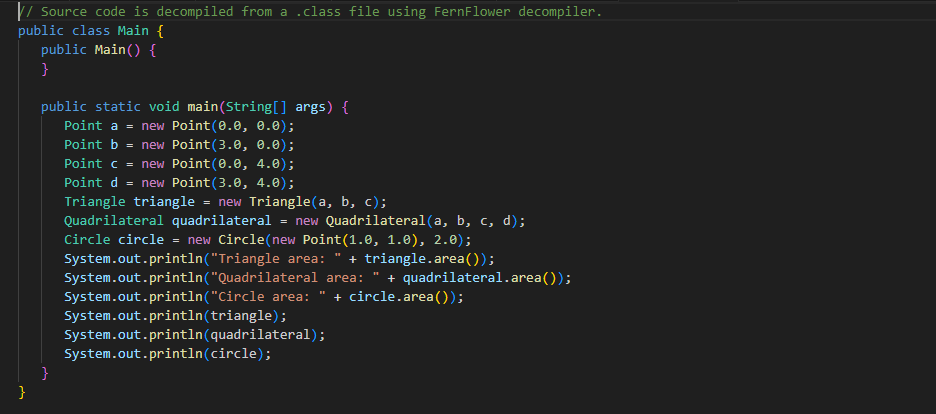 // Source code is decompiled from a .class file using FernFlower decompiler.
public class Main {
   public Main() {
   }

   public static void main(String[] args) {
      Point a = new Point(0.0, 0.0);
      Point b = new Point(3.0, 0.0);
      Point c = new Point(0.0, 4.0);
      Point d = new Point(3.0, 4.0);
      Triangle triangle = new Triangle(a, b, c);
      Quadrilateral quadrilateral = new Quadrilateral(a, b, c, d);
      Circle circle = new Circle(new Point(1.0, 1.0), 2.0);
      System.out.println("Triangle area: " + triangle.area());
      System.out.println("Quadrilateral area: " + quadrilateral.area());
      System.out.println("Circle area: " + circle.area());
      System.out.println(triangle);
      System.out.println(quadrilateral);
      System.out.println(circle);
   }
}